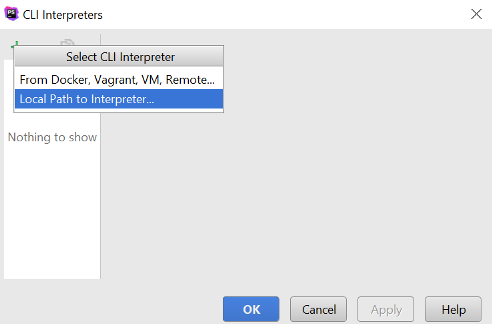 PS
CLI Interpreters
Select CLI Interpreter
From Docker, Vagrant, VM, Remote...
Local Path to Interpreter...
Nothing to show
OK
Cancel
Apply
Help